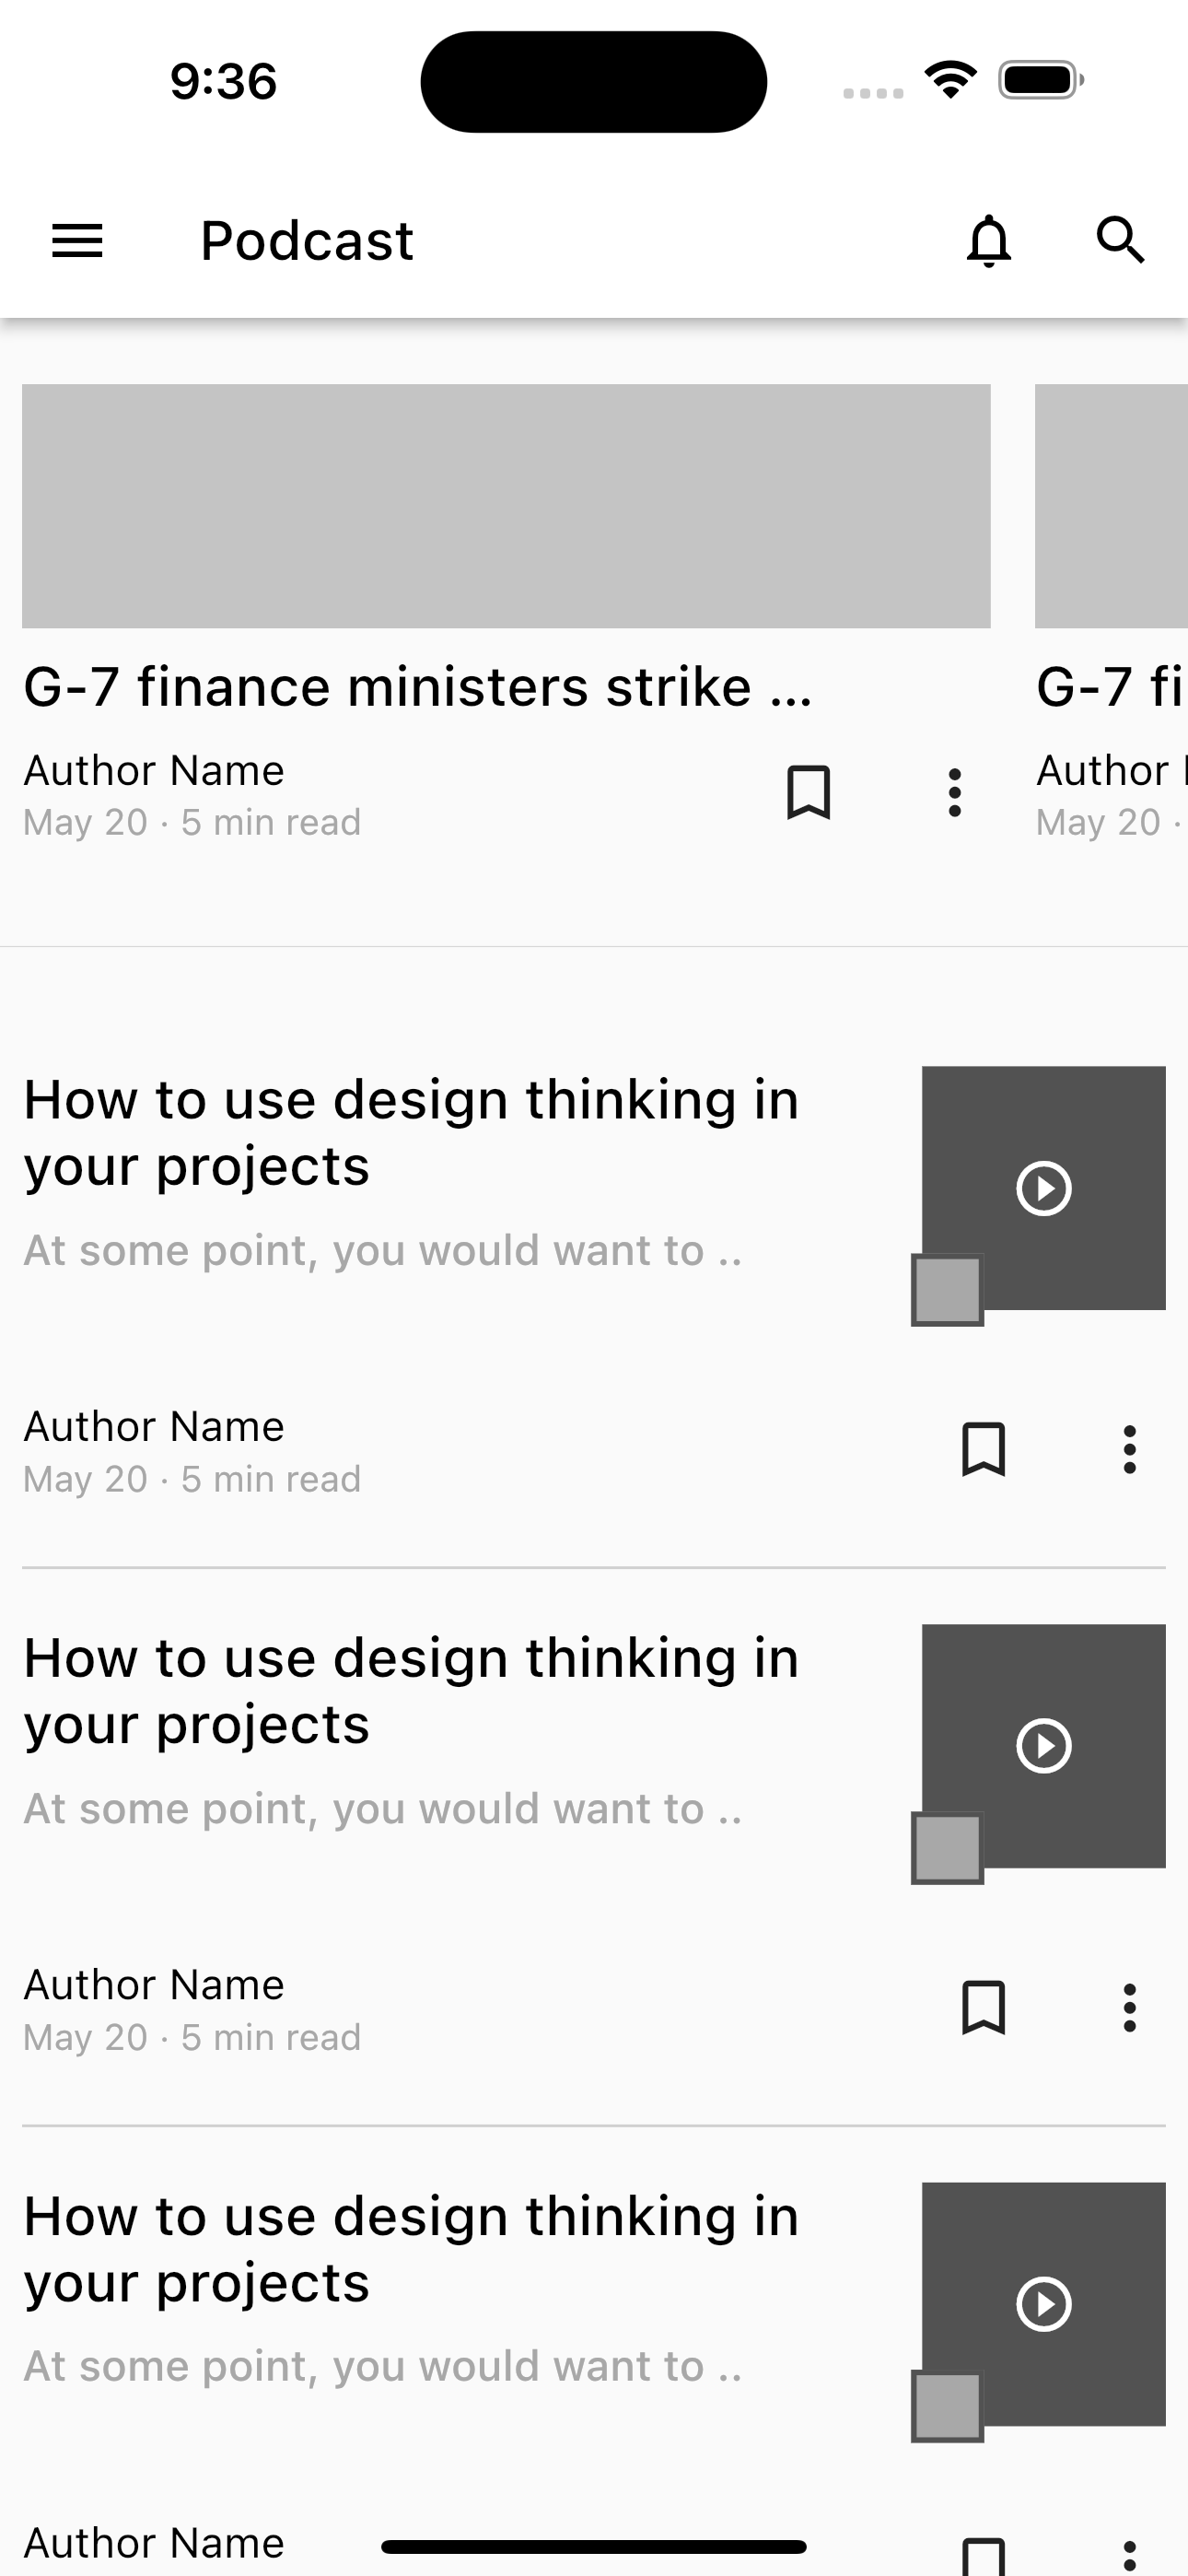 9:36
Podcast
G-7 finance ministers strike ...
G-7 fi
Author Name
Author
May 20 · 5 min read
May 20 ·
How to use design thinking in
your projects
At some point, you would want to ..
Author Name
May 20 · 5 min read
How to use design thinking in
your projects
At some point, you would want to ..
Author Name
May 20 · 5 min read
How to use design thinking in
your projects
At some point, you would want to ..
Author Name